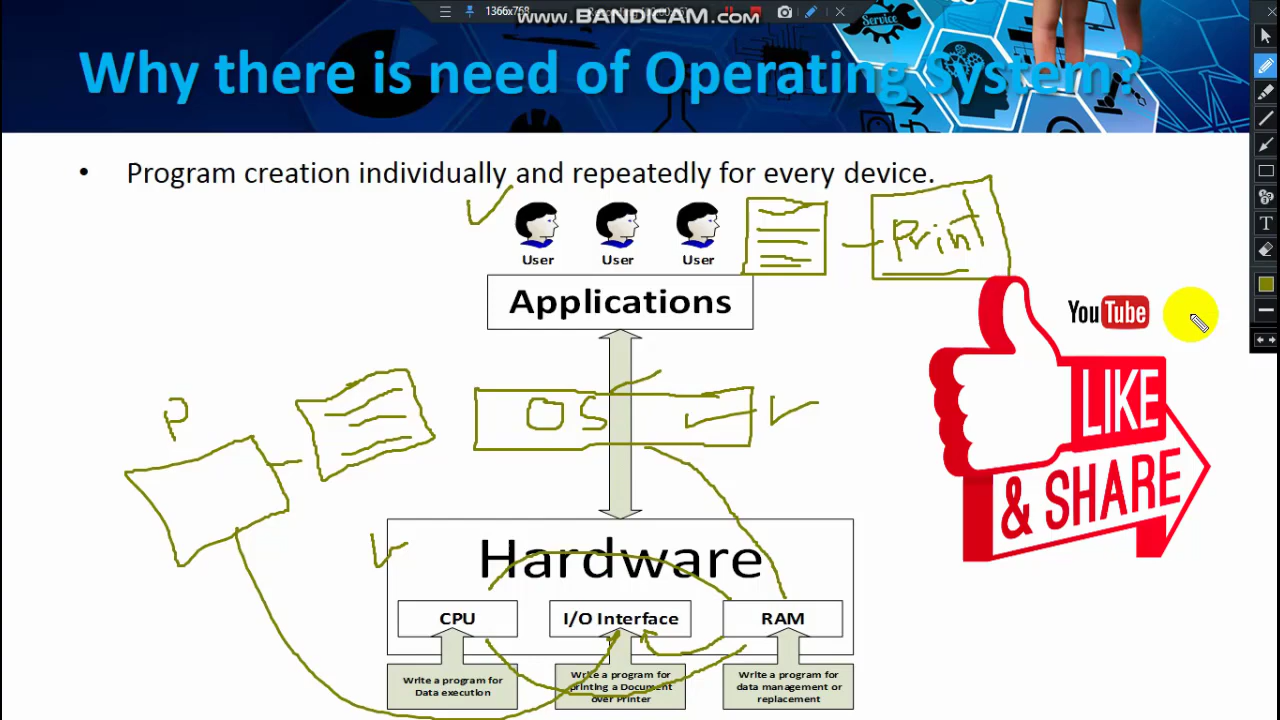 1366x768
www.BANDICAM.com
Service
Why there is need of Operating System?
• Program creation individually and repeatedly for every device.
User User User
Print
Applications
YouTube
LIKE
& SHARE
P
OS
Hardware
CPU I/O Interface RAM
Write a program for
Data execution
Write a program for
printing a Document
over Printer
Write a program for
data management or
replacement
T